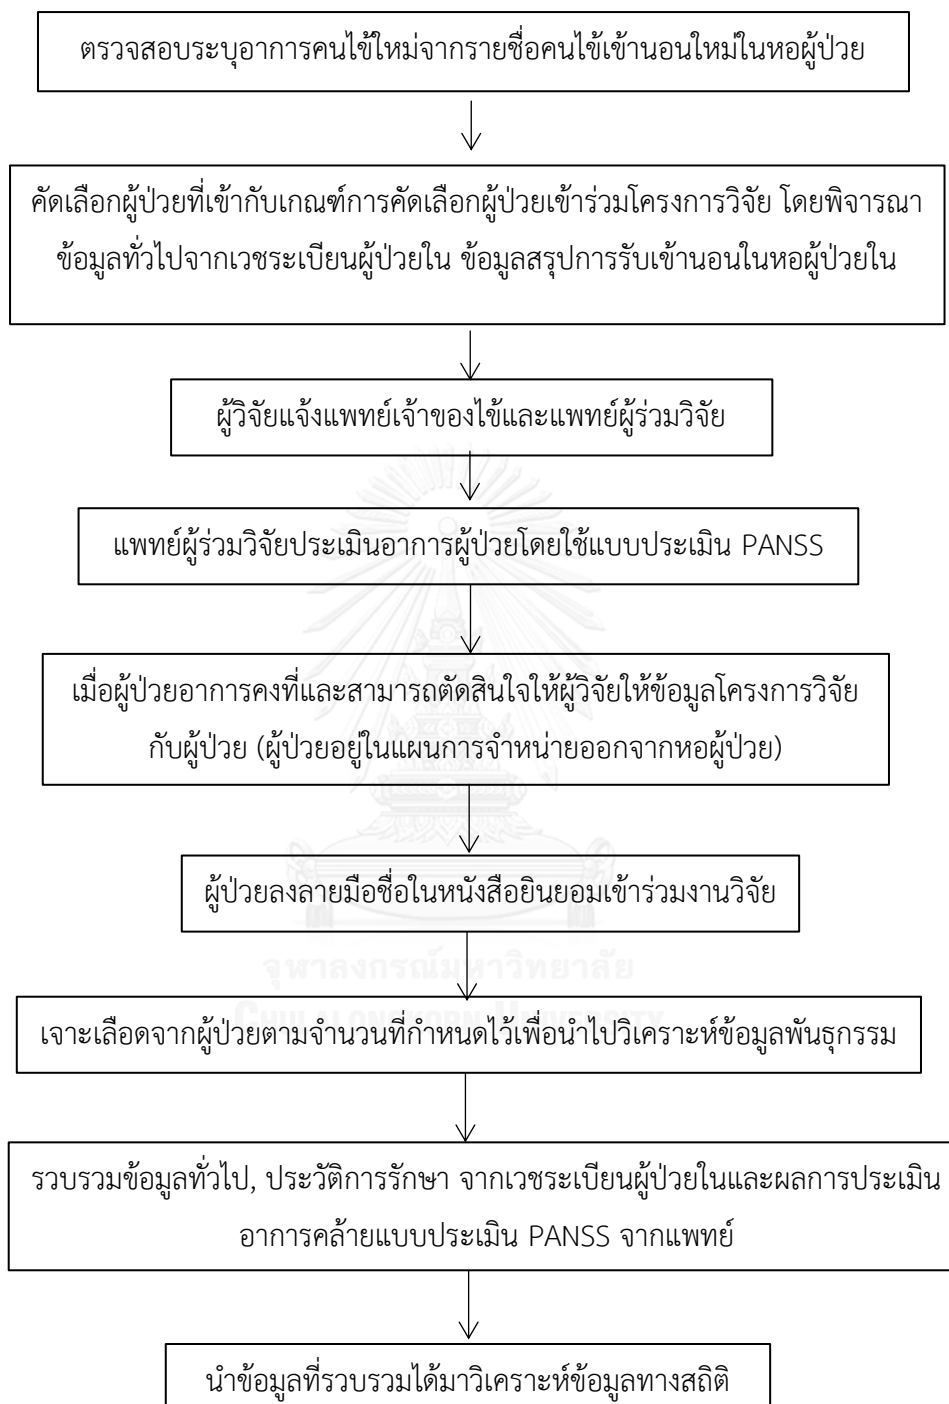 ตรวจสอบระบุอาการคนไข้ใหม่จากรายชื่อคนไข้เข้านอนใหม่ในหอผู้ป่วย
คัดเลือกผู้ป่วยที่เข้ากับเกณฑ์การคัดเลือกผู้ป่วยเข้าร่วมโครงการวิจัย โดยพิจารณา
ข้อมูลทั่วไปจากเวชระเบียนผู้ป่วยใน ข้อมูลสรุปการรับเข้านอนในหอผู้ป่วยใน
ผู้วิจัยแจ้งแพทย์เจ้าของไข้และแพทย์ผู้ร่วมวิจัย
แพทย์ผู้ร่วมวิจัยประเมินอาการผู้ป่วยโดยใช้แบบประเมิน PANSS
เมื่อผู้ป่วยอาการคงที่และสามารถตัดสินใจให้ผู้วิจัยให้ข้อมูลโครงการวิจัย
กับผู้ป่วย (ผู้ป่วยอยู่ในแผนการจำหน่ายออกจากหอผู้ป่วย)
ผู้ป่วยลงลายมือชื่อในหนังสือยินยอมเข้าร่วมงานวิจัย
จุฬาลงกรณ์มหาวิทยาลัย
CHULALONGKORN UNIVERSITY
เจาะเลือดจากผู้ป่วยตามจำนวนที่กำหนดไว้เพื่อนำไปวิเคราะห์ข้อมูลพันธุกรรม
รวบรวมข้อมูลทั่วไป, ประวัติการรักษา จากเวชระเบียนผู้ป่วยในและผลการประเมิน
อาการคล้ายแบบประเมิน PANSS จากแพทย์
นำข้อมูลที่รวบรวมได้มาวิเคราะห์ข้อมูลทางสถิติ